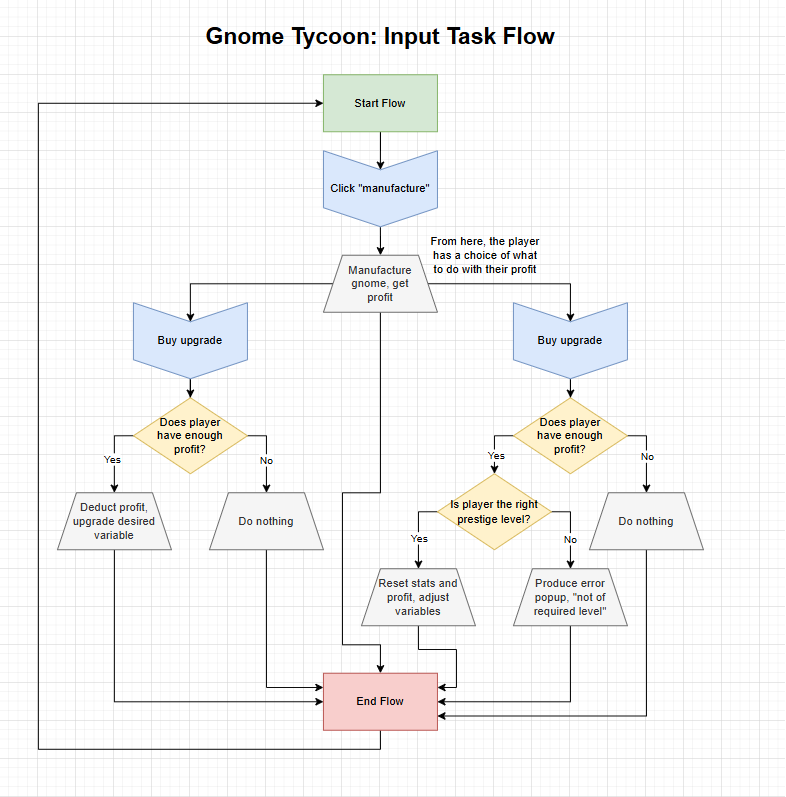 Gnome Tycoon: Input Task Flow
Start Flow
Click "manufacture"
From here, the player
has a choice of what
to do with their profit
Manufacture
gnome, get
profit
Buy upgrade
Buy upgrade
Does player
have enough
profit?
Does player
have enough
profit?
Yes
No
Yes
No
Deduct profit,
upgrade desired
variable
Do nothing
Is player the right
prestige level?
Do nothing
Yes
No
Reset stats and
profit, adjust
variables
Produce error
popup, "not of
required level"
End Flow